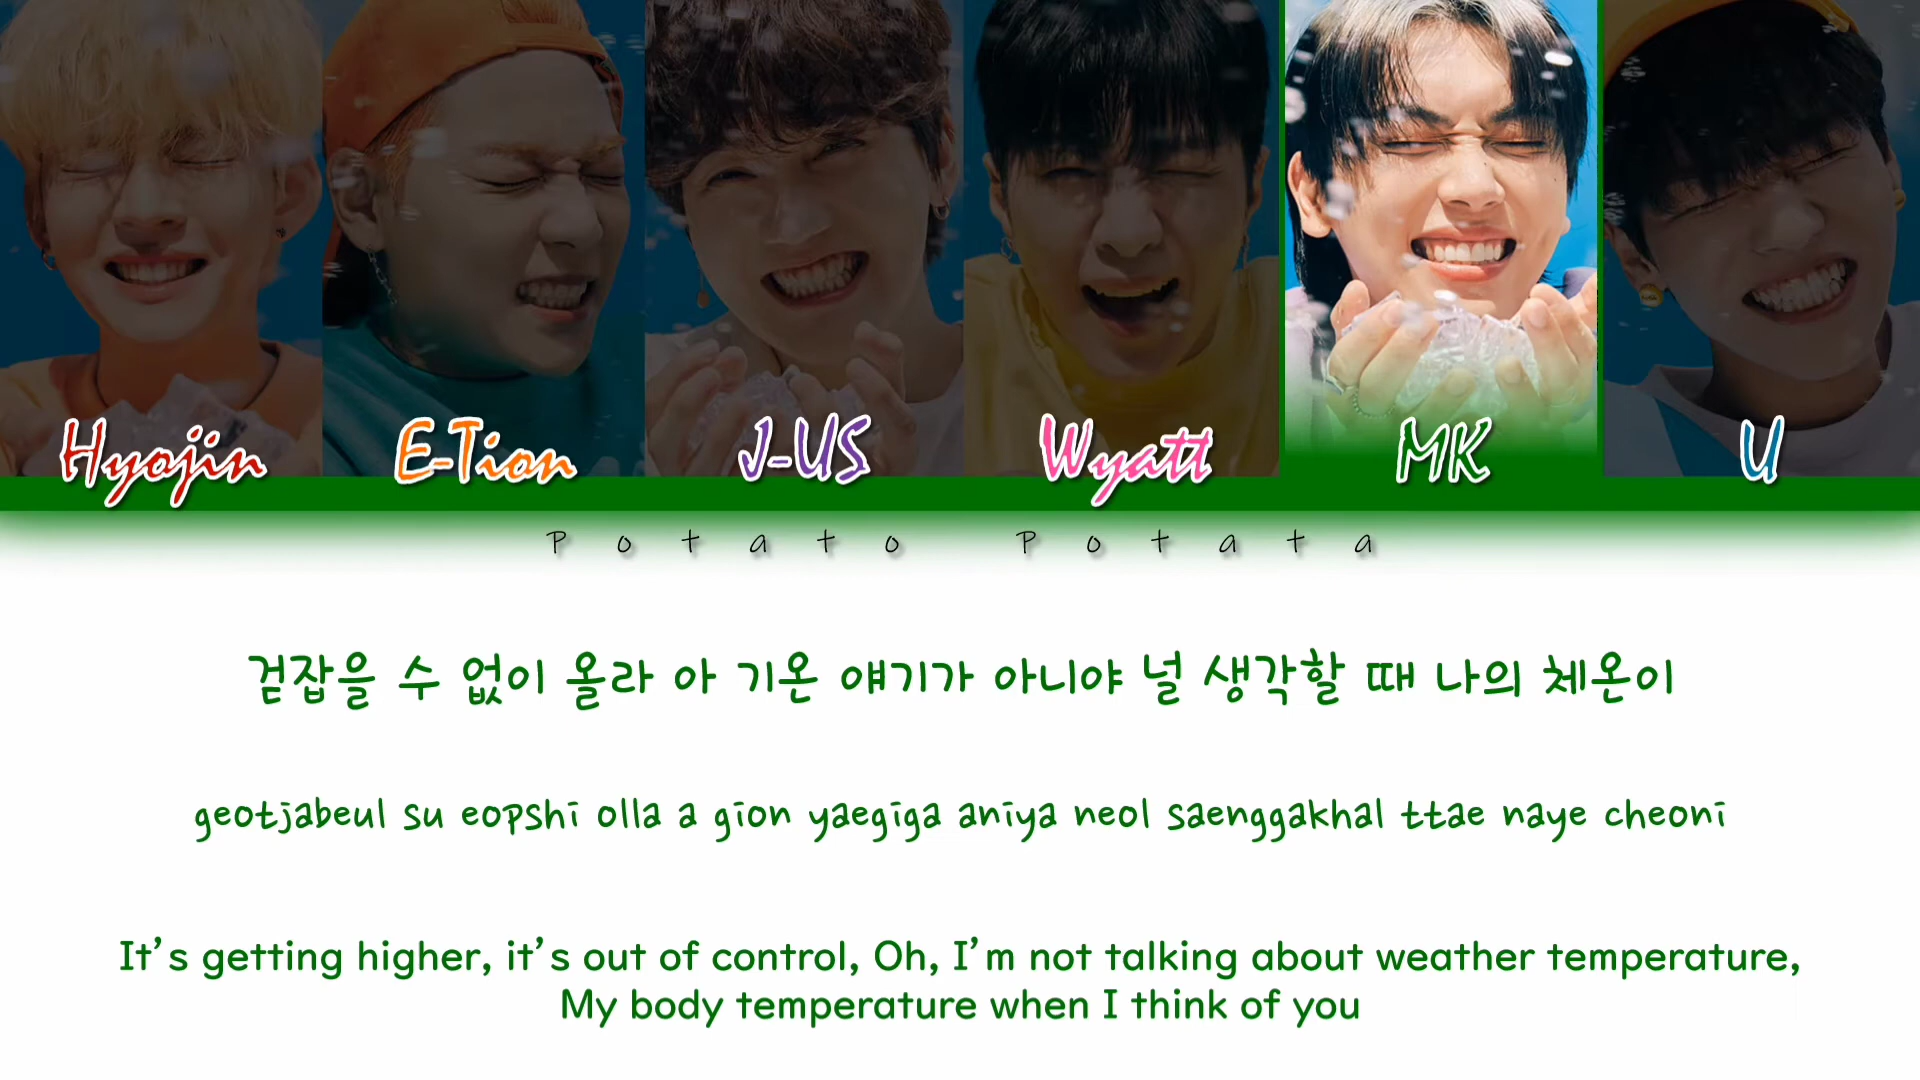 Hyojin
E-Tion
J-US
Wyatt
MK
U
Potato Potata
걷잡을 수 없이 올라 아 기온 얘기가 아니야 널 생각할 때 나의 체온이
geotjabeul su eopshi olla a gion yaegiga aniya neol saenggakhal ttae naye cheoni
It's getting higher, it's out of control, Oh, I'm not talking about weather temperature,
My body temperature when I think of you